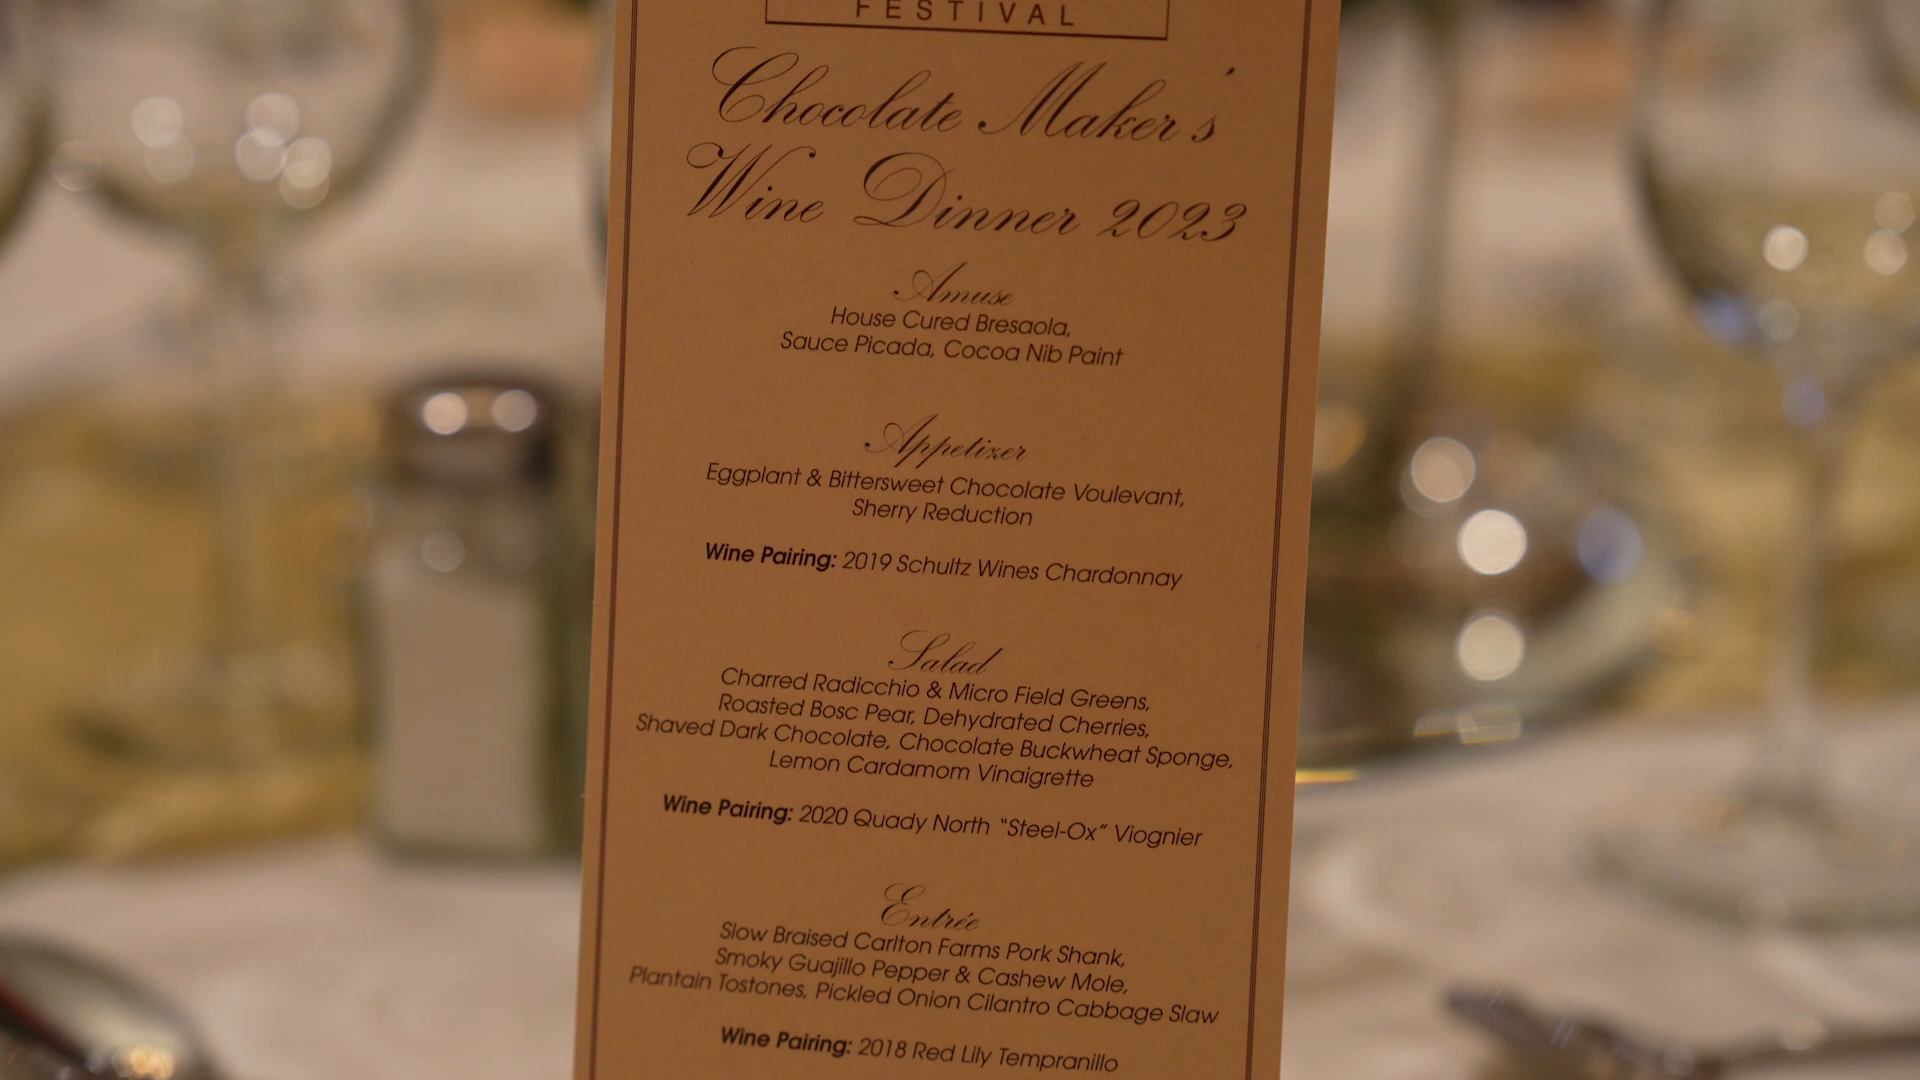 FESTIVAL
Chocolate Maker's
Wine Dinner 2023
Amuse
House Cured Bresaola,
Sauce Picada, Cocoa Nib Paint
Appetizer
Eggplant & Bittersweet Chocolate Voulevant,
Sherry Reduction
Wine Pairing: 2019 Schultz Wines Chardonnay
Salad
Charred Radicchio & Micro Field Greens,
Roasted Bosc Pear, Dehydrated Cherries,
Shaved Dark Chocolate, Chocolate Buckwheat Sponge,
Lemon Cardamom Vinaigrette
Wine Pairing: 2020 Quady North “Steel-Ox” Viognier
Entrée
Slow Braised Carlton Farms Pork Shank,
Smoky Guajillo Pepper & Cashew Mole,
Plantain Tostones, Pickled Onion Cilantro Cabbage Slaw
Wine Pairing: 2018 Red Lily Tempranillo